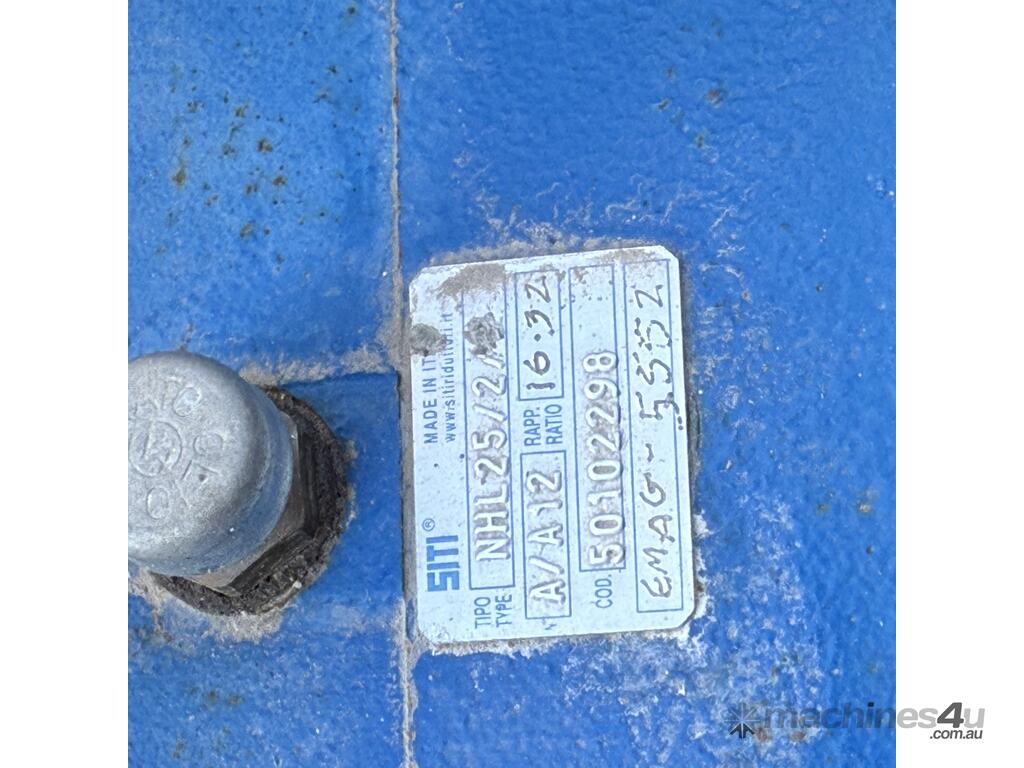 SITI® MADE IN IT
www.sitiriduttori.it
TIPO TYPE NHL25/2/
A/A12 RAPP. RATIO 16.32
COD. 50102298
EMAG-5552
machines4u
.com.au